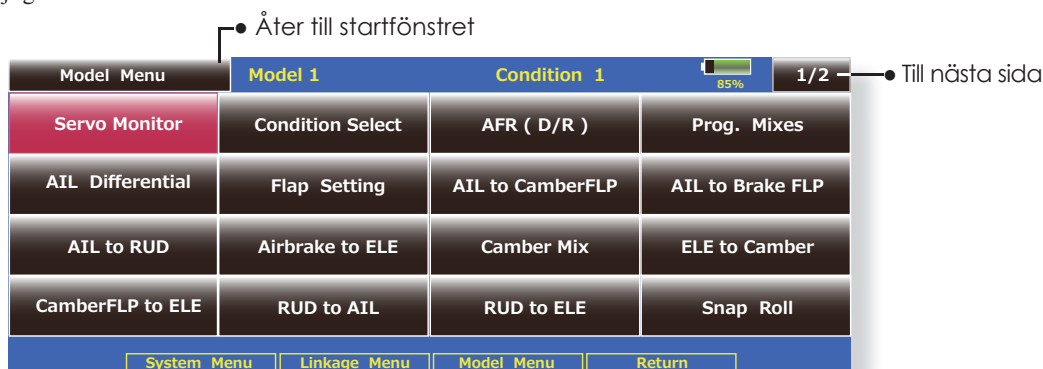 Åter till startfönstret
Model Menu Model 1 Condition 1 85% 1/2 Till nästa sida
Servo Monitor Condition Select AFR ( D/R ) Prog. Mixes
AIL Differential Flap Setting AIL to CamberFLP AIL to Brake FLP
AIL to RUD Airbrake to ELE Camber Mix ELE to Camber
CamberFLP to ELE RUD to AIL RUD to ELE Snap Roll
System Menu Linkage Menu Model Menu Return